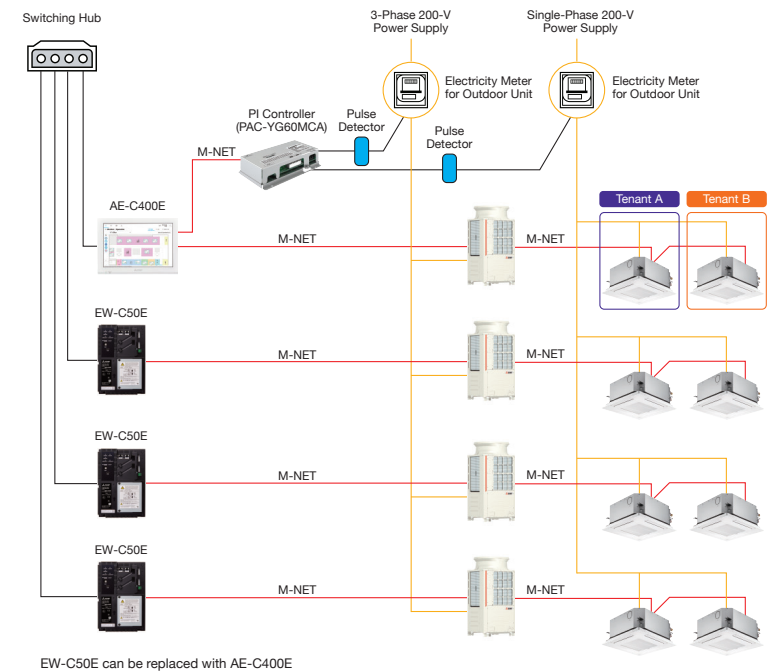 Switching Hub
3-Phase 200-V
Power Supply
Single-Phase 200-V
Power Supply
Electricity Meter
for Outdoor Unit
Electricity Meter
for Outdoor Unit
PI Controller
(PAC-YG60MCA)
Pulse
Detector
Pulse
Detector
M-NET
AE-C400E
Tenant A
Tenant B
M-NET
M-NET
EW-C50E
M-NET
M-NET
EW-C50E
M-NET
M-NET
EW-C50E
M-NET
M-NET
EW-C50E can be replaced with AE-C400E